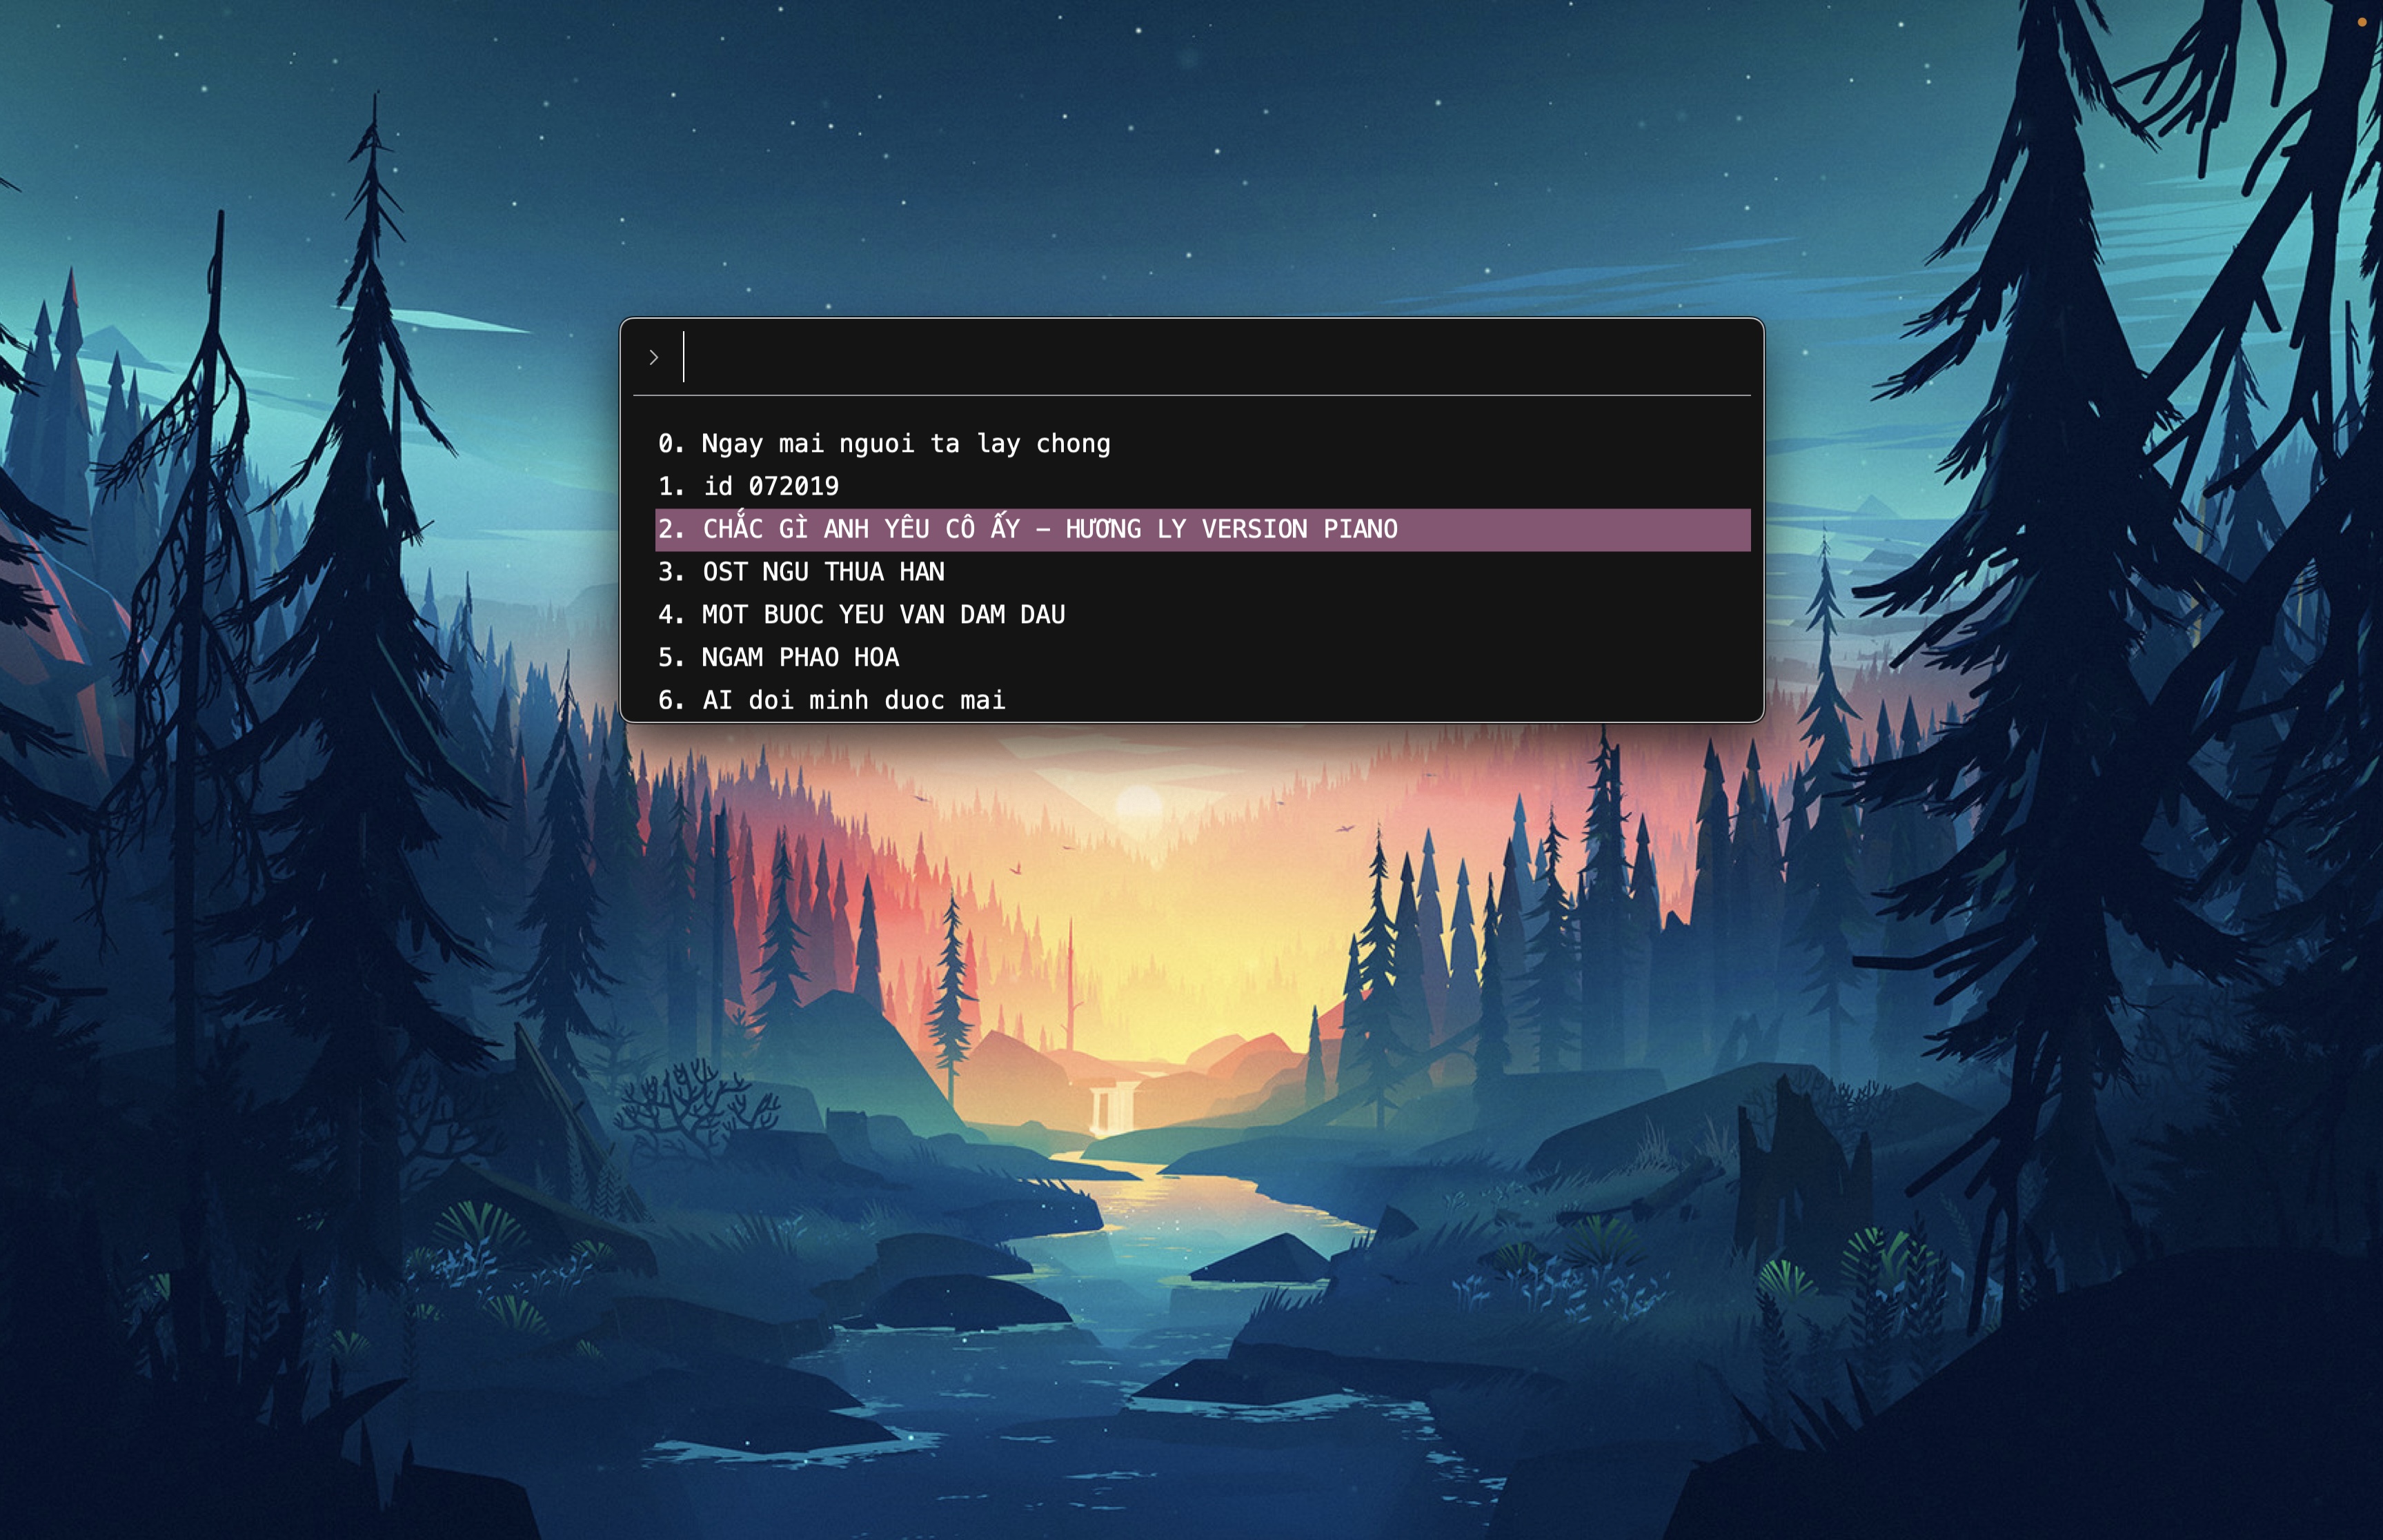 0. Ngay mai nguoi ta lay chong
1. id 072019
2. CHẮC GÌ ANH YÊU CÔ ẤY – HƯƠNG LY VERSION PIANO
3. OST NGU THUA HAN
4. MOT BUOC YEU VAN DAM DAU
5. NGAM PHAO HOA
6. AI doi minh duoc mai